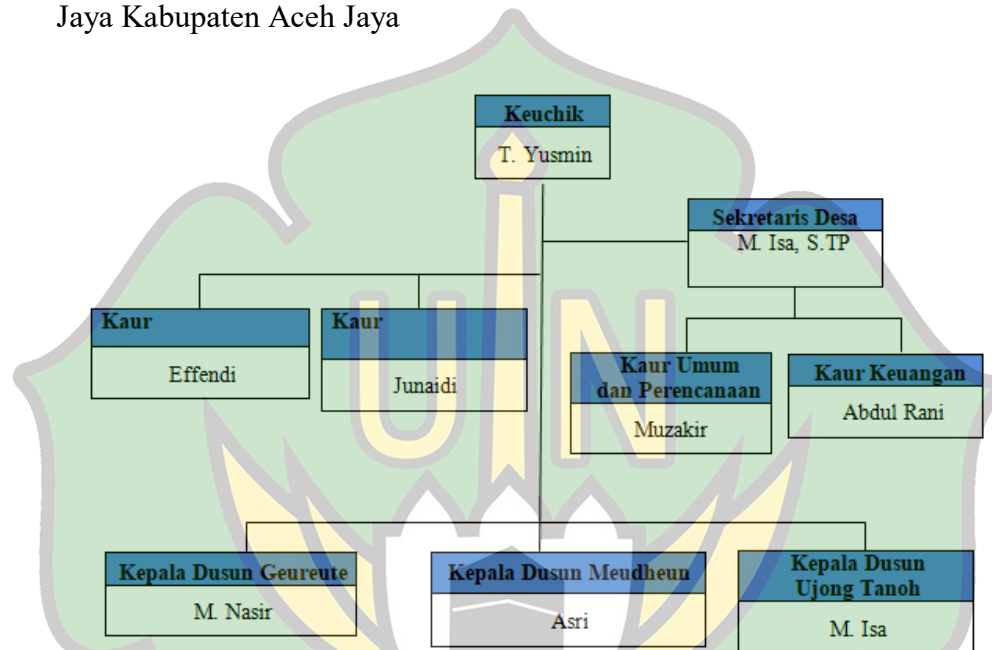 Jaya Kabupaten Aceh Jaya
Keuchik
T. Yusmin
Sekretaris Desa
M. Isa, S.TP
Kaur
Effendi
Kaur
Junaidi
Kaur Umum
dan Perencanaan
Muzakir
Kaur Keuangan
Abdul Rani
Kepala Dusun Geureute
M. Nasir
Kepala Dusun Meudheun
Asri
Kepala Dusun
Ujong Tanoh
M. Isa
UIN